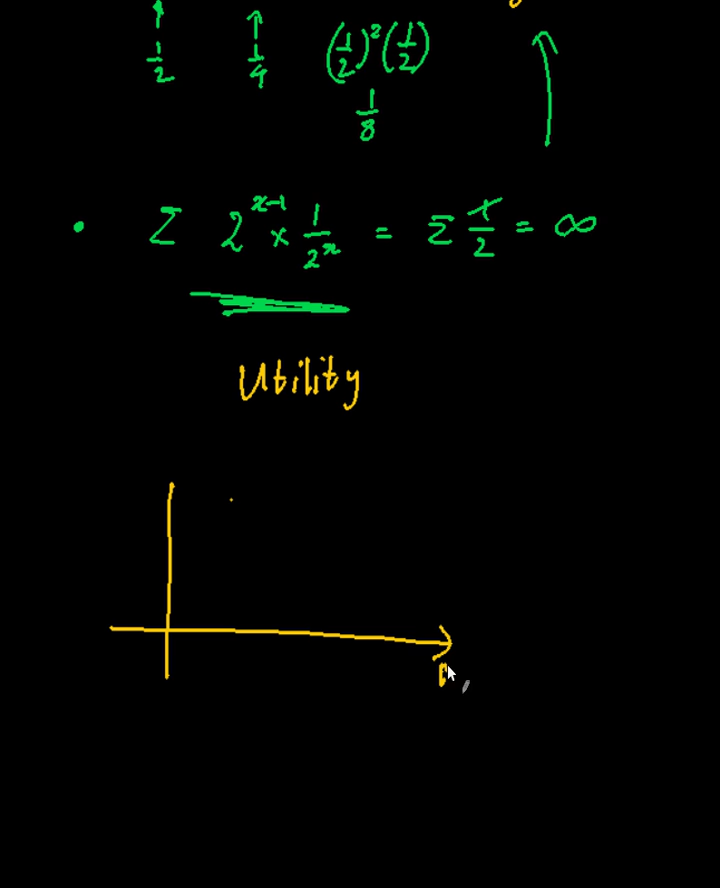 ↑ ↑
1/2 1/4 (1/2)²(1/2)
1/8
• Σ 2^(x-1) × 1/2^x = Σ 1/2 = ∞
Utility